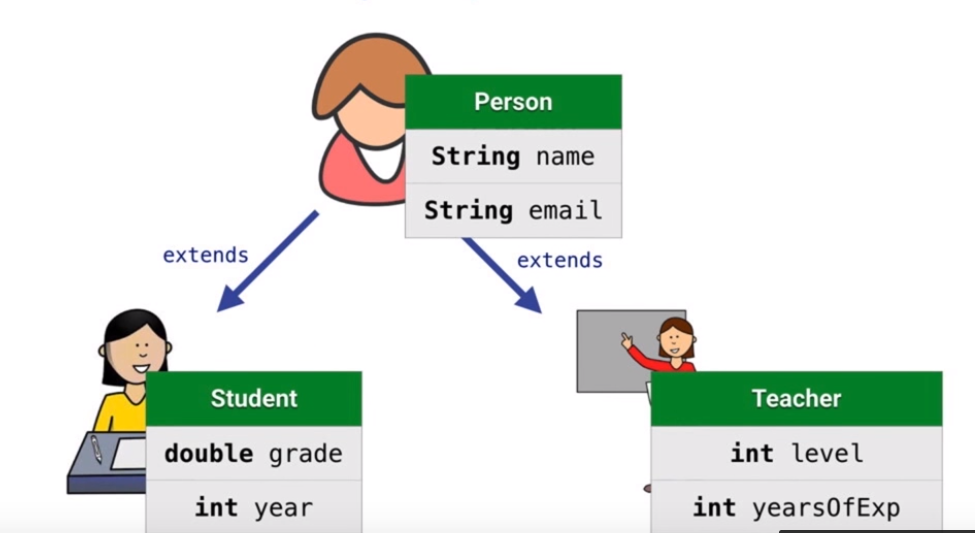 Person
String name
String email
extends
extends
Student
double grade
int year
Teacher
int level
int yearsOfExp